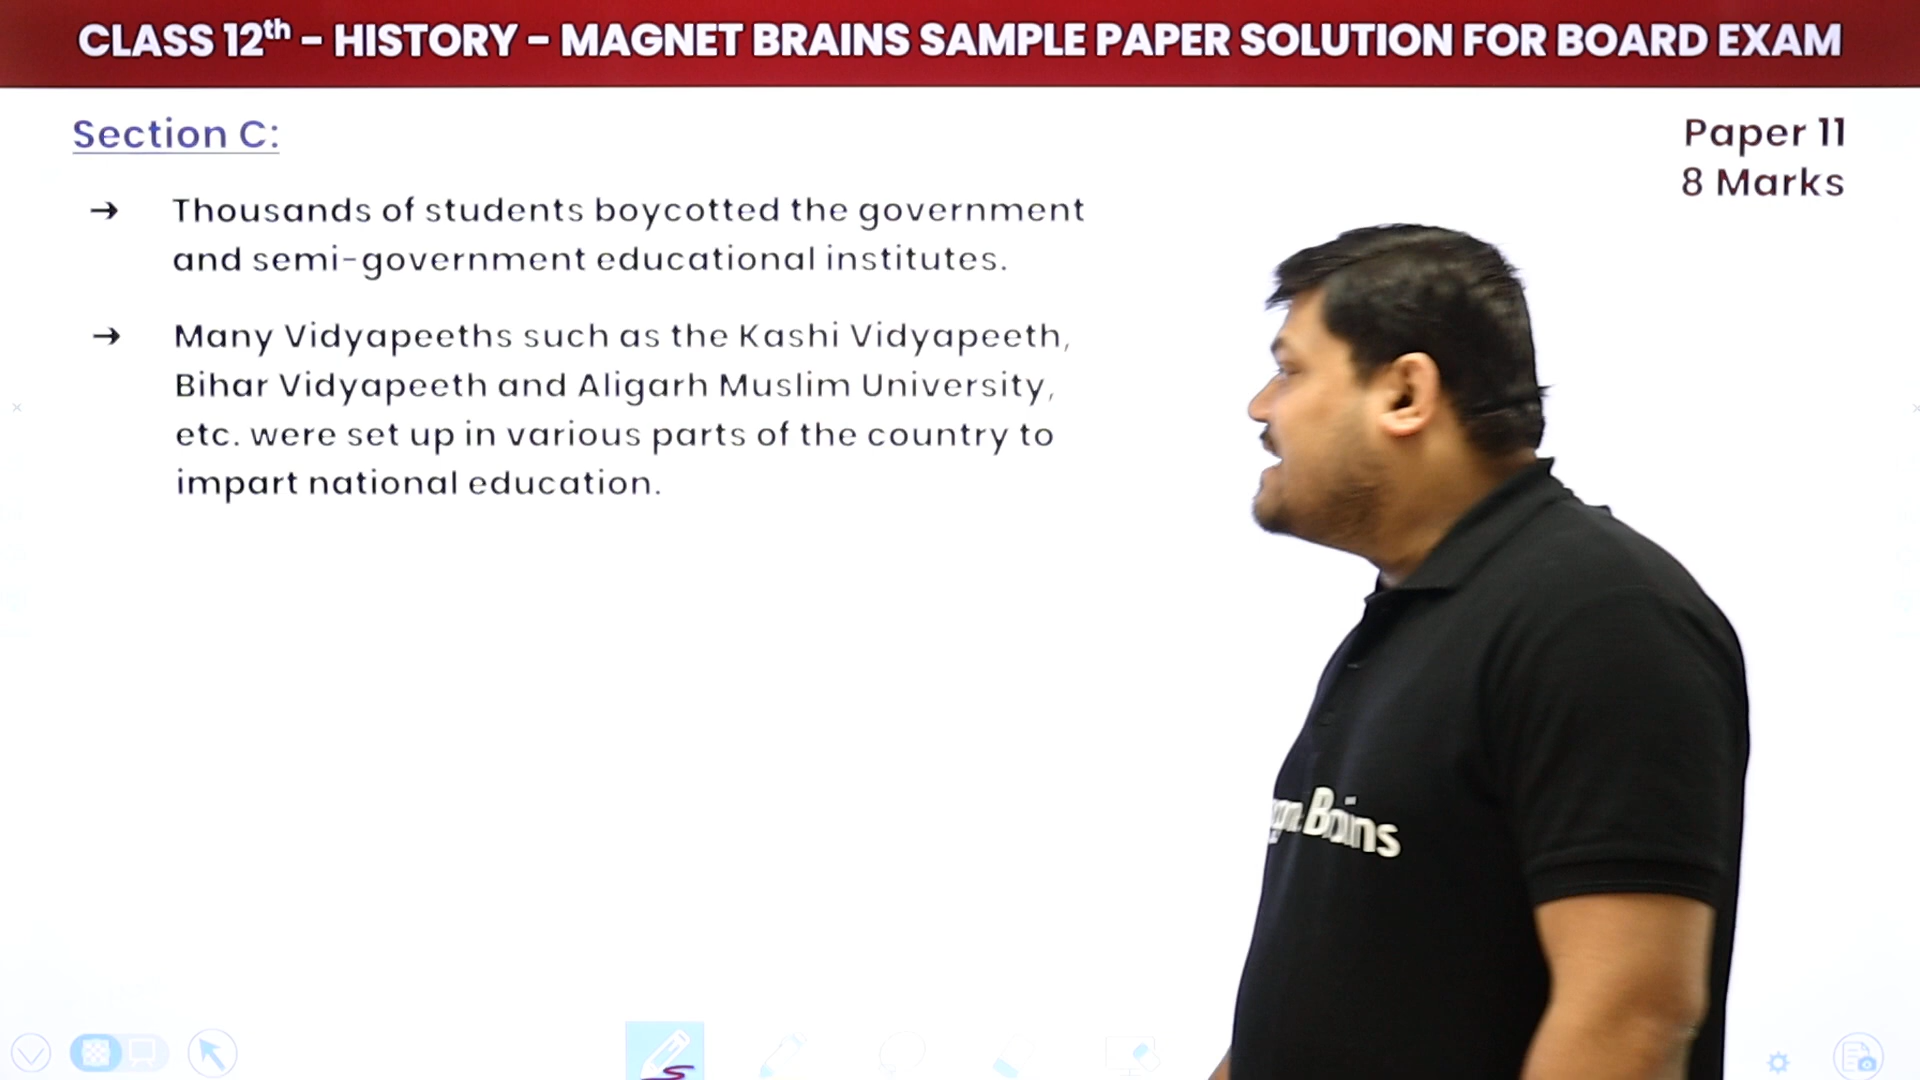 CLASS 12th - HISTORY - MAGNET BRAINS SAMPLE PAPER SOLUTION FOR BOARD EXAM
Section C:
Paper 11
8 Marks
→ Thousands of students boycotted the government
and semi-government educational institutes.
→ Many Vidyapeeths such as the Kashi Vidyapeeth,
Bihar Vidyapeeth and Aligarh Muslim University,
etc. were set up in various parts of the country to
impart national education.
Brains